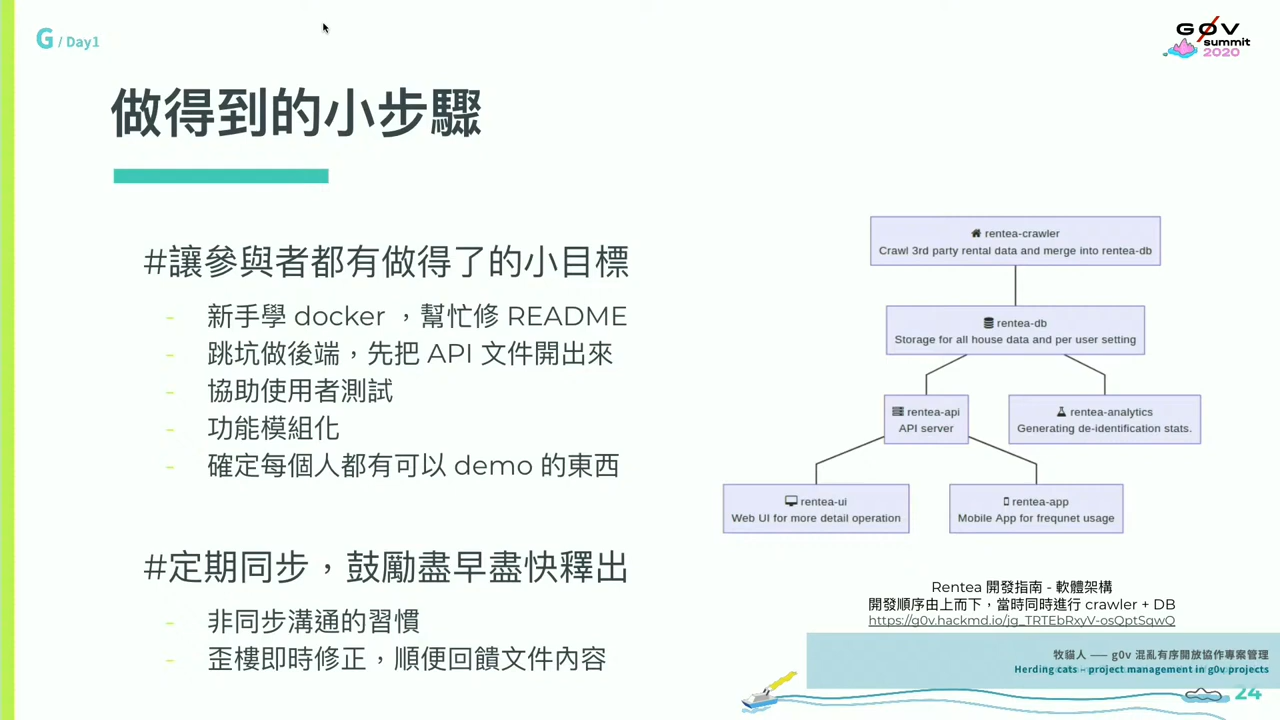 G / Day1
G0V
summit
2020
做得到的小步驟
#讓參與者都有做得了的小目標
- 新手學 docker ，幫忙修 README
- 跳坑做後端，先把 API 文件開出來
- 協助使用者測試
- 功能模組化
- 確定每個人都有可以 demo 的東西
#定期同步，鼓勵盡早盡快釋出
- 非同步溝通的習慣
- 歪樓即時修正，順便回饋文件內容
rentea-crawler
Crawl 3rd party rental data and merge into rentea-db
rentea-db
Storage for all house data and per user setting
rentea-api
API server
rentea-analytics
Generating de-identification stats.
rentea-ui
Web UI for more detail operation
rentea-app
Mobile App for frequnet usage
Rentea 開發指南 - 軟體架構
開發順序由上而下，當時同時進行 crawler + DB
https://g0v.hackmd.io/jg_TRTEbRxyV-osQptSqwQ
牧貓人 —— g0v 混亂有序開放協作專案管理
Herding cats - project management in g0v projects
24